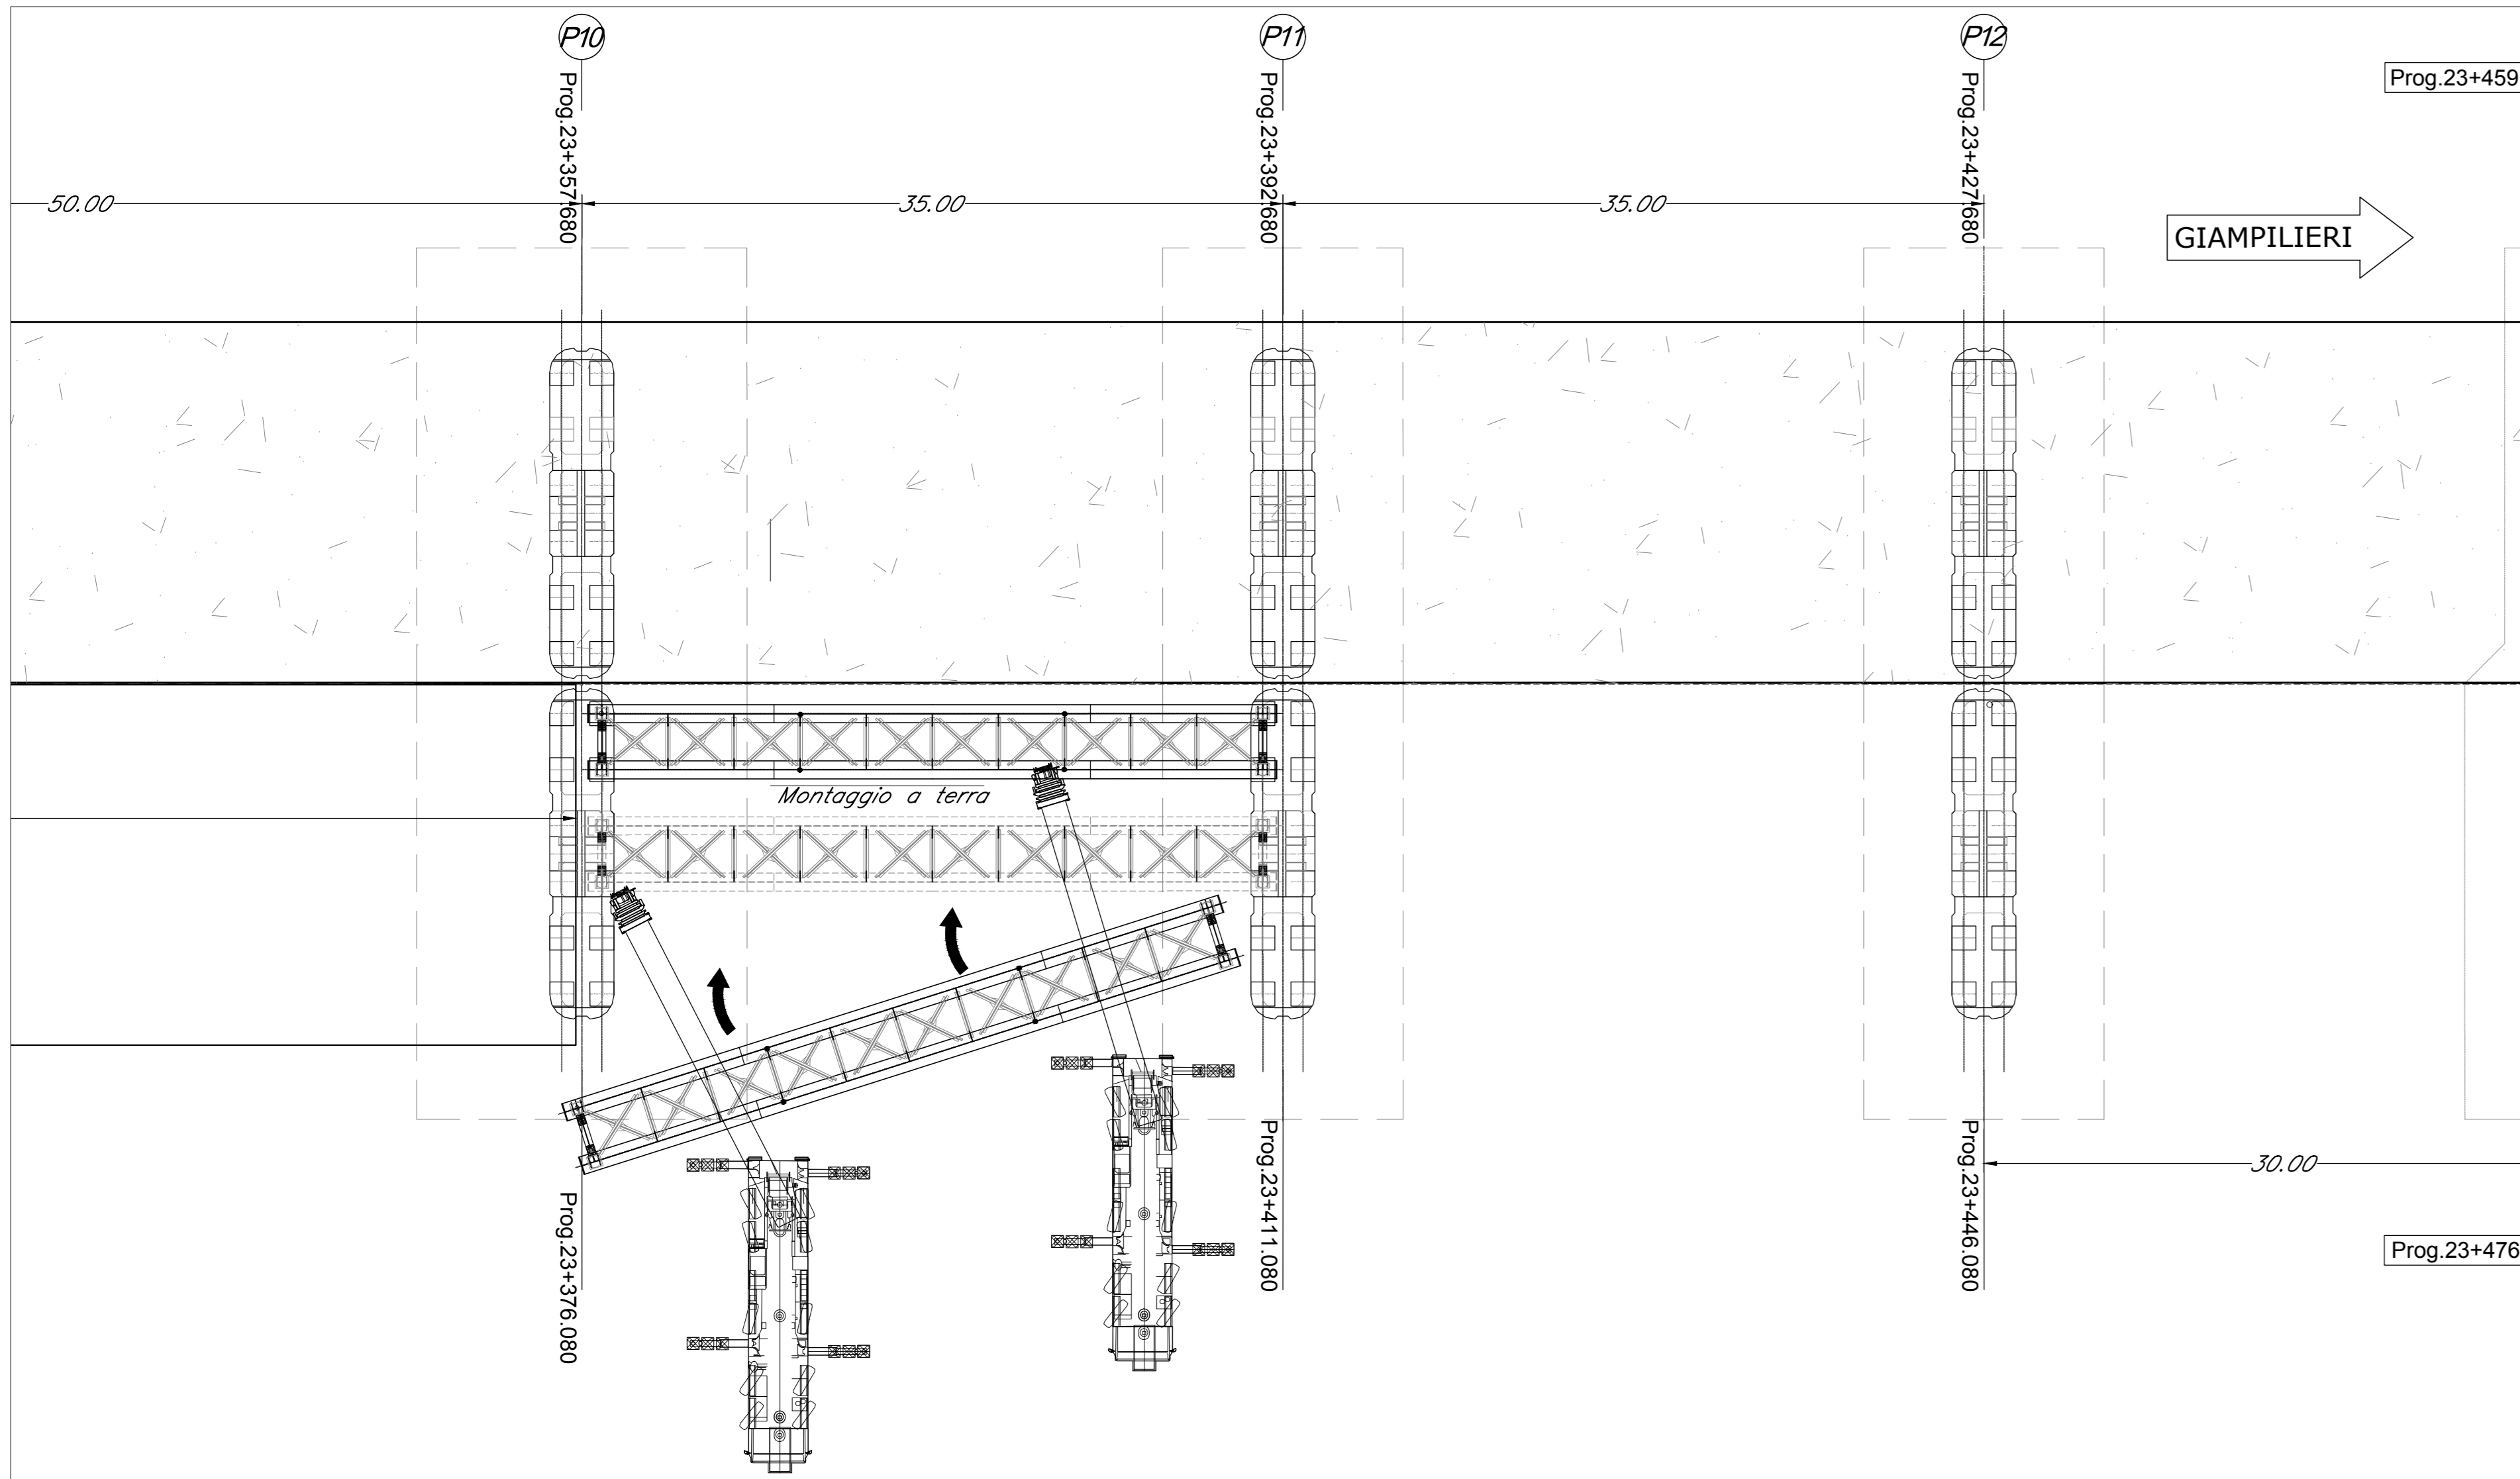 P10
P11
P12
Prog.23+357.680
Prog.23+392.680
Prog.23+427.680
Prog.23+459
50.00
35.00
35.00
GIAMPILIERI
Montaggio a terra
Prog.23+376.080
Prog.23+411.080
Prog.23+446.080
30.00
Prog.23+476